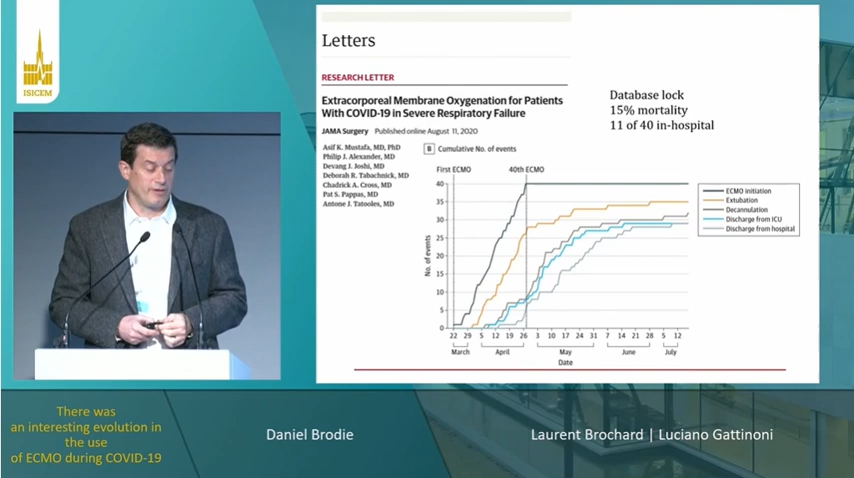 ISICEM
Letters
RESEARCH LETTER
Extracorporeal Membrane Oxygenation for Patients
With COVID-19 in Severe Respiratory Failure
JAMA Surgery Published online August 11, 2020
Asif K. Mustafa, MD, PhD
Philip J. Alexander, MD
Devang J. Joshi, MD
Deborah R. Tabachnick, MD
Chadrick A. Cross, MD
Pat S. Pappas, MD
Antone J. Tatooles, MD
Database lock
15% mortality
11 of 40 in-hospital
B Cumulative No. of events
First ECMO 40th ECMO
No. of events
40
35
30
25
20
15
10
5
0
22 29 5 12 19 26 3 10 17 24 31 7 14 21 28 5 12
March April May June July
Date
ECMO initiation
Extubation
Decannulation
Discharge from ICU
Discharge from hospital
There was
an interesting evolution in
the use
of ECMO during COVID-19
Daniel Brodie
Laurent Brochard | Luciano Gattinoni